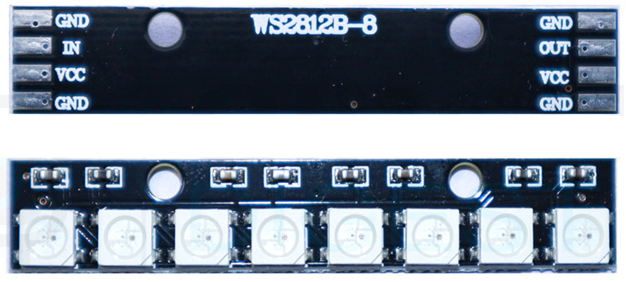 GND WS2812B-8 GND
IN OUT
VCC VCC
GND GND